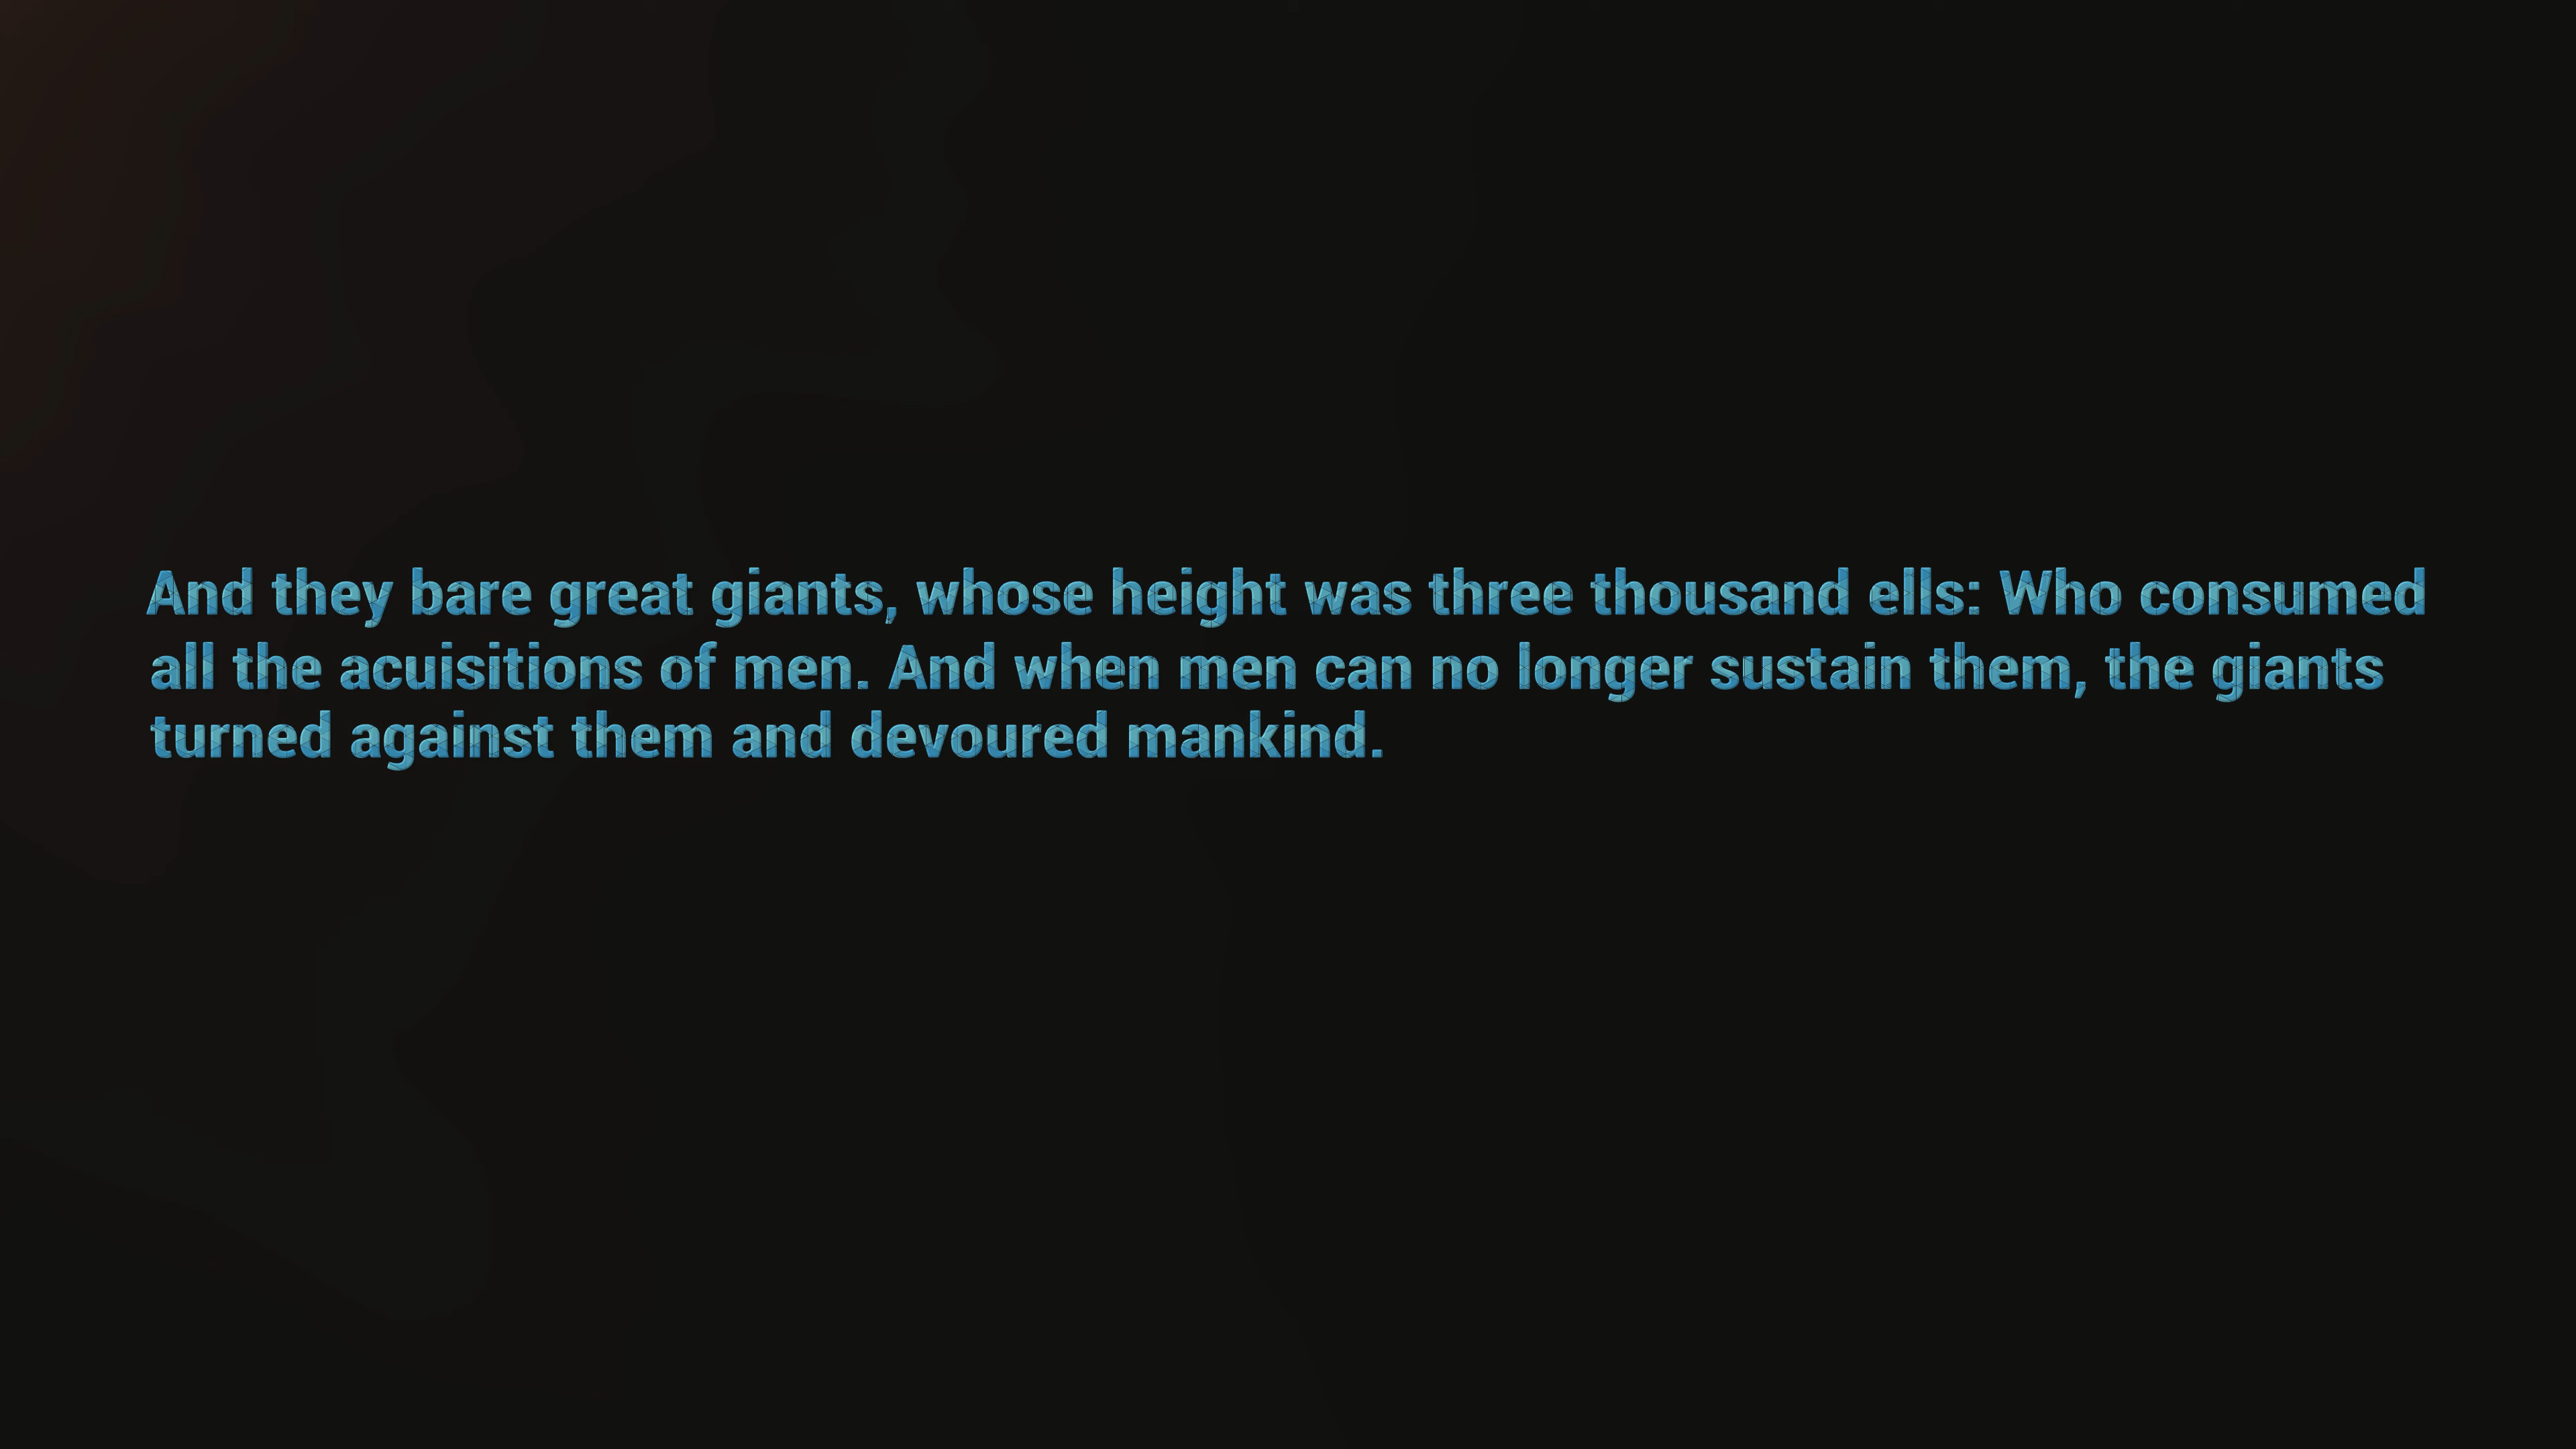 And they bare great giants, whose height was three thousand ells: Who consumed
all the acuisitions of men. And when men can no longer sustain them, the giants
turned against them and devoured mankind.